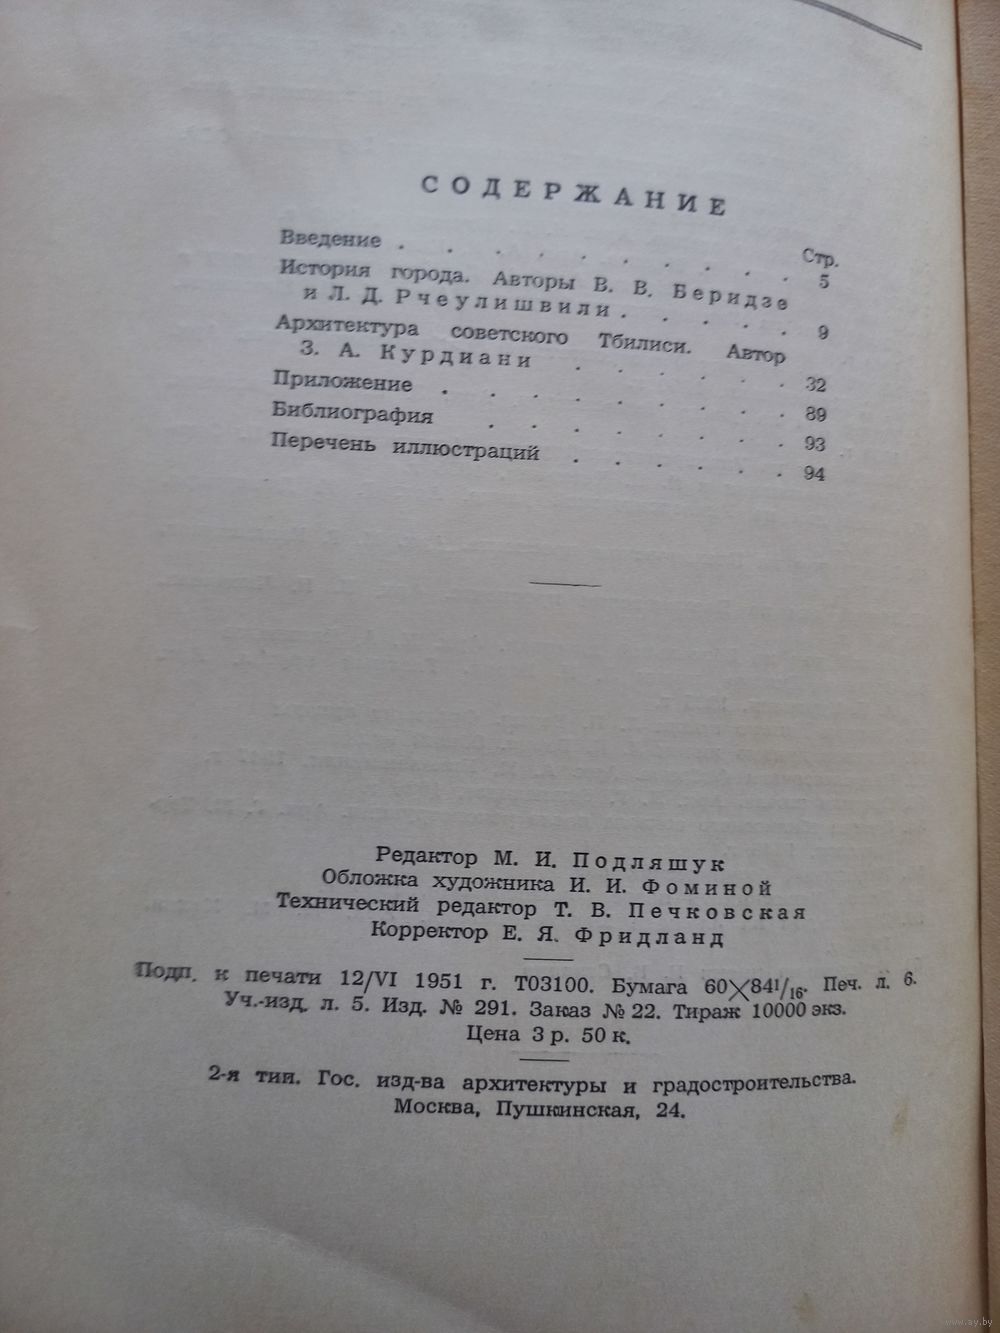 СОДЕРЖАНИЕ
Стр.
Введение . . . . . . . . . . 5
История города. Авторы В. В. Беридзе
и Л. Д. Рчеулишвили . . . . . 9
Архитектура советского Тбилиси. Автор
З. А. Курдиани . . . . . . 32
Приложение . . . . . . . . . 89
Библиография . . . . . . . . 93
Перечень иллюстраций . . . . . . 94
Редактор М. И. Подляшук
Обложка художника И. И. Фоминой
Технический редактор Т. В. Печковская
Корректор Е. Я. Фридланд
Подп. к печати 12/VI 1951 г. Т03100. Бумага 60×84¹/₁₆. Печ. л. 6.
Уч.-изд. л. 5. Изд. № 291. Заказ № 22. Тираж 10000 экз.
Цена 3 р. 50 к.
2-я тип. Гос. изд-ва архитектуры и градостроительства.
Москва, Пушкинская, 24.
www.ay.by